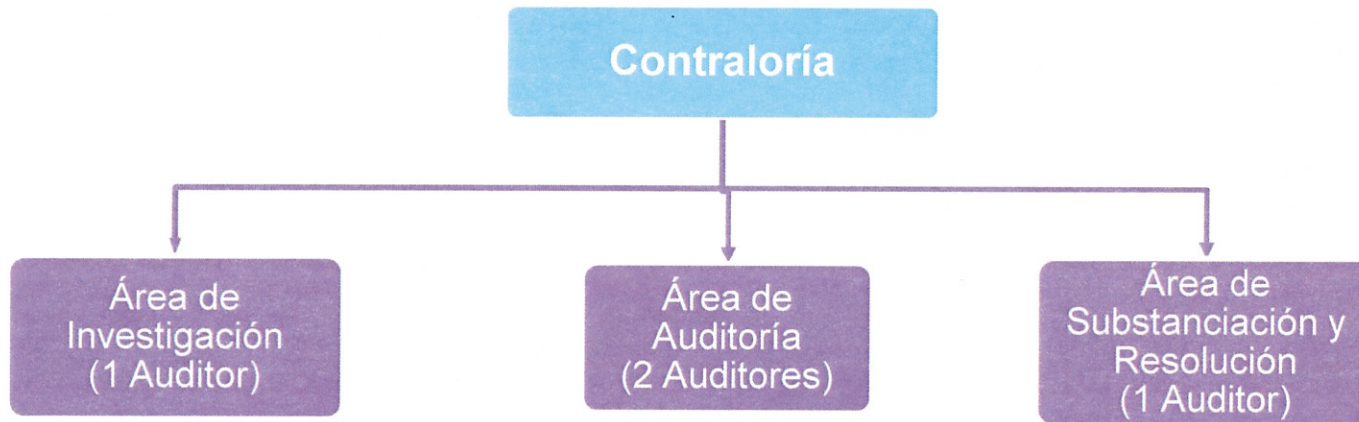 Contraloría
Área de
Investigación
(1 Auditor)
Área de
Auditoría
(2 Auditores)
Área de
Substanciación y
Resolución
(1 Auditor)